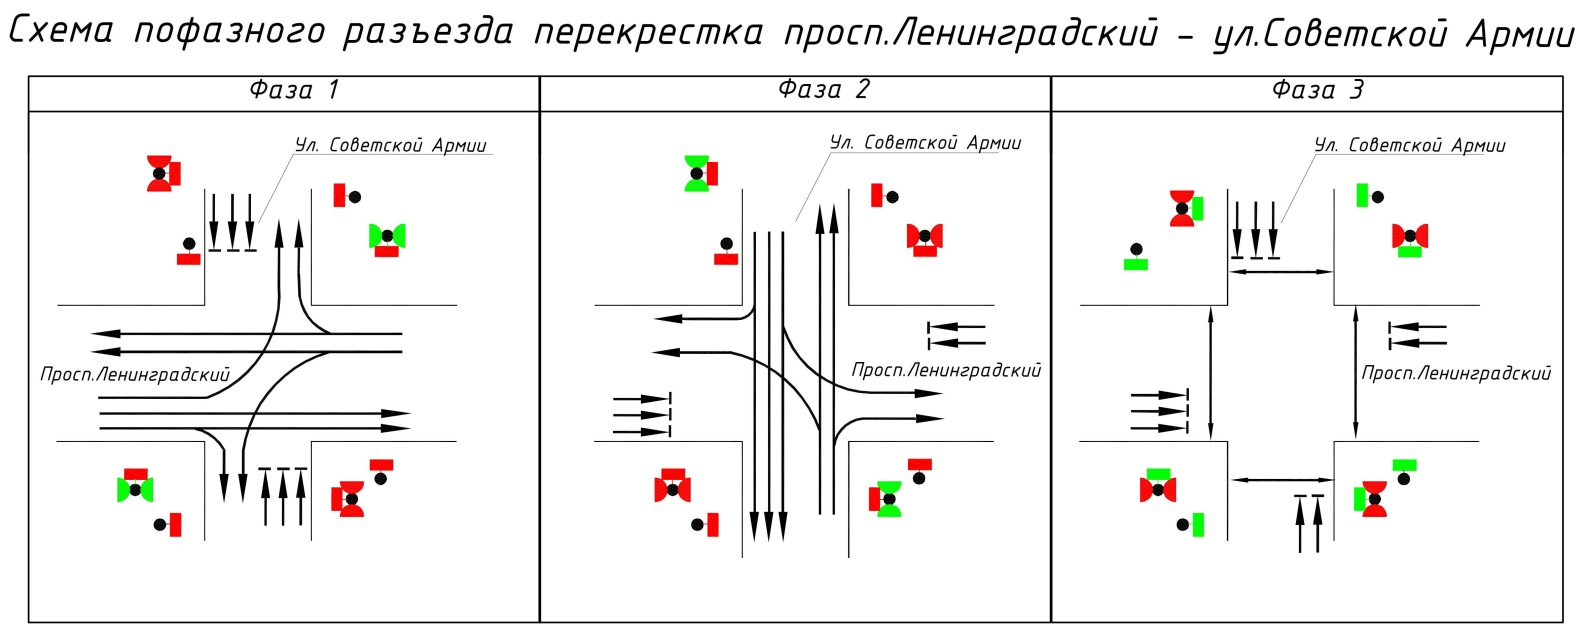 Схема пофазного разъезда перекрестка просп.Ленинградский - ул.Советской Армии
Фаза 1
Фаза 2
Фаза 3
Ул. Советской Армии
Ул. Советской Армии
Ул. Советской Армии
Просп.Ленинградский
Просп.Ленинградский
Просп.Ленинградский